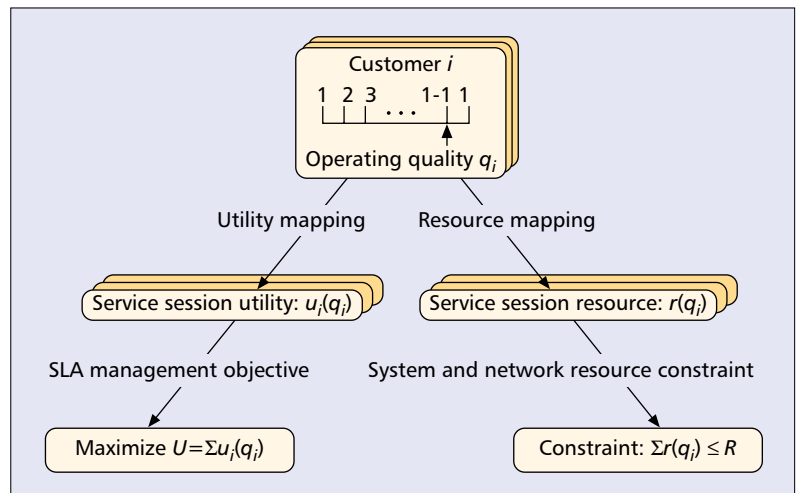 Customer i
1 2 3 ... 1-1 1
Operating quality qi
Utility mapping
Resource mapping
Service session utility: ui(qi)
Service session resource: r(qi)
SLA management objective
System and network resource constraint
Maximize U=Σui(qi)
Constraint: Σr(qi) ≤ R